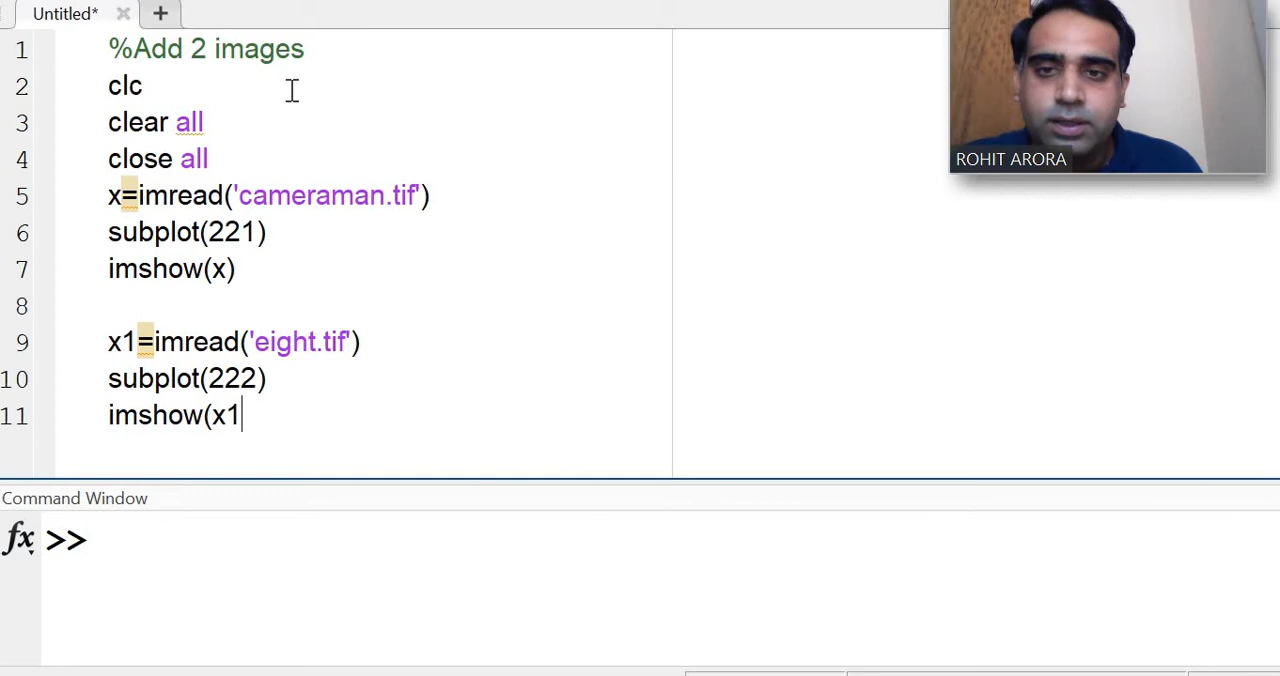 Untitled* × +
1 %Add 2 images
2 clc
3 clear all
4 close all
5 x=imread('cameraman.tif')
6 subplot(221)
7 imshow(x)
8
9 x1=imread('eight.tif')
10 subplot(222)
11 imshow(x1
ROHIT ARORA
Command Window
fx >>